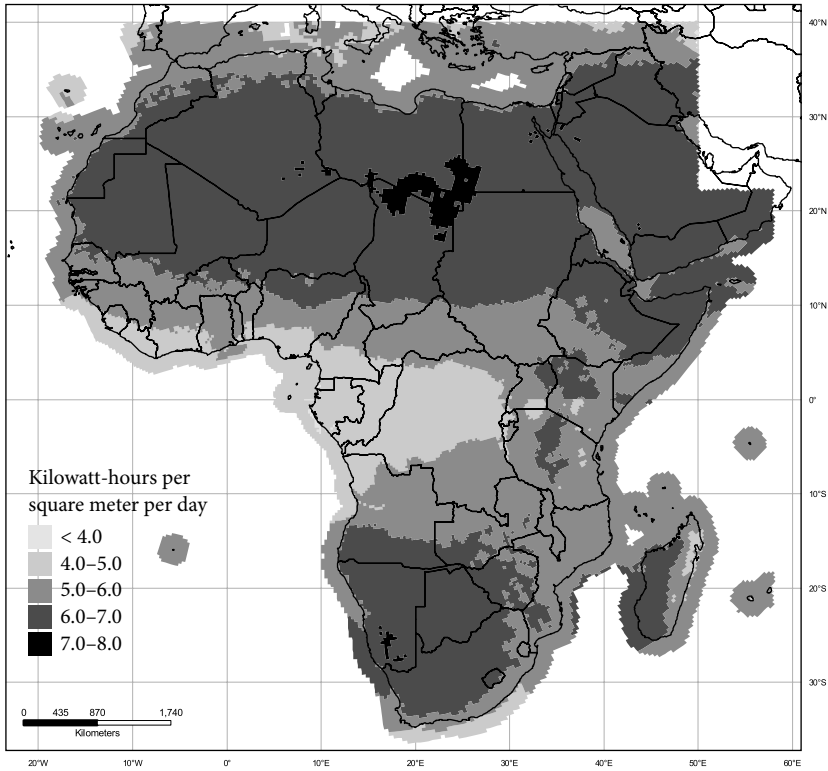 40°N
30°N
20°N
10°N
0°
10°S
20°S
30°S
Kilowatt-hours per
square meter per day
< 4.0
4.0–5.0
5.0–6.0
6.0–7.0
7.0–8.0
0 435 870 1,740
Kilometers
20°W 10°W 0° 10°E 20°E 30°E 40°E 50°E 60°E